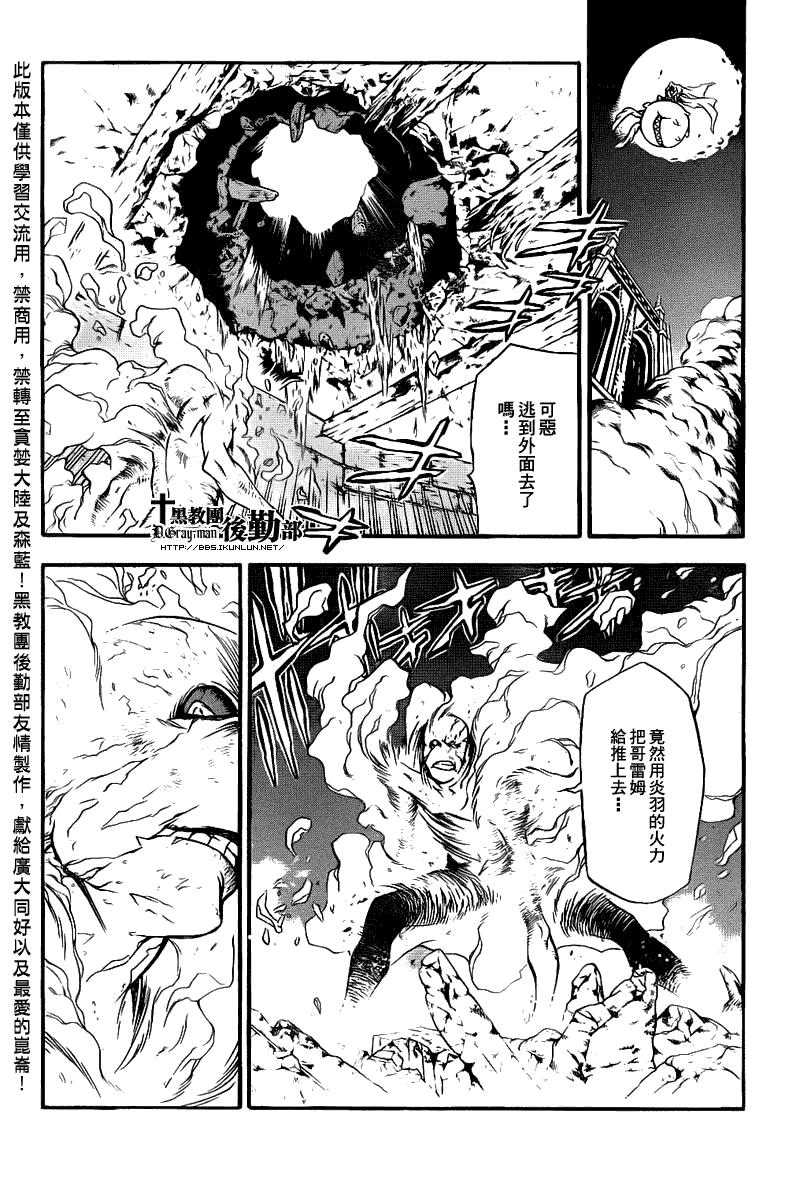 可惡
逃到外面去了
嗎…
竟然用炎羽的火力
把哥雷姆
給推上去…
黑教團
D.Gray-man
後勤部
HTTP://BBS.IKUNLUN.NET/
此版本僅供學習交流用，禁商用，禁轉至貪婪大陸及森藍！黑教團後勤部友情製作，獻給廣大同好以及最愛的崑崙！